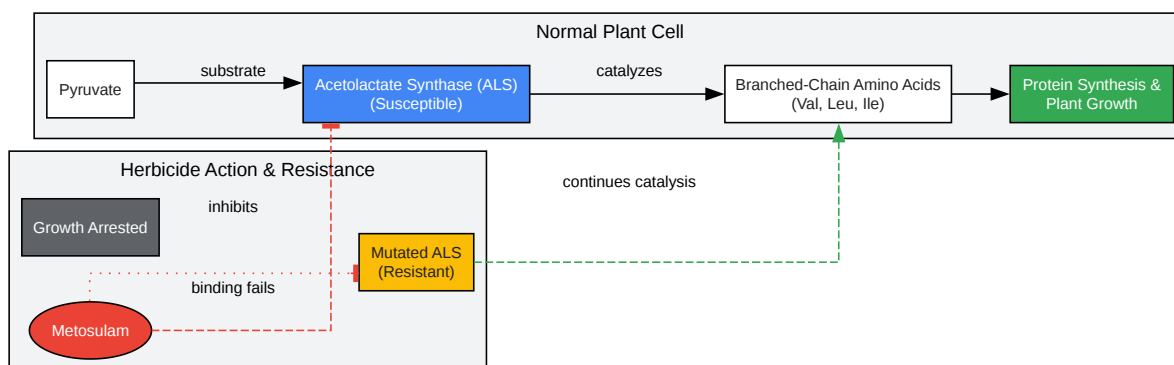 Normal Plant Cell
Pyruvate
substrate
Acetolactate Synthase (ALS)
(Susceptible)
catalyzes
Branched-Chain Amino Acids
(Val, Leu, Ile)
Protein Synthesis &
Plant Growth
Herbicide Action & Resistance
Growth Arrested
inhibits
continues catalysis
Mutated ALS
(Resistant)
binding fails
Metosulam